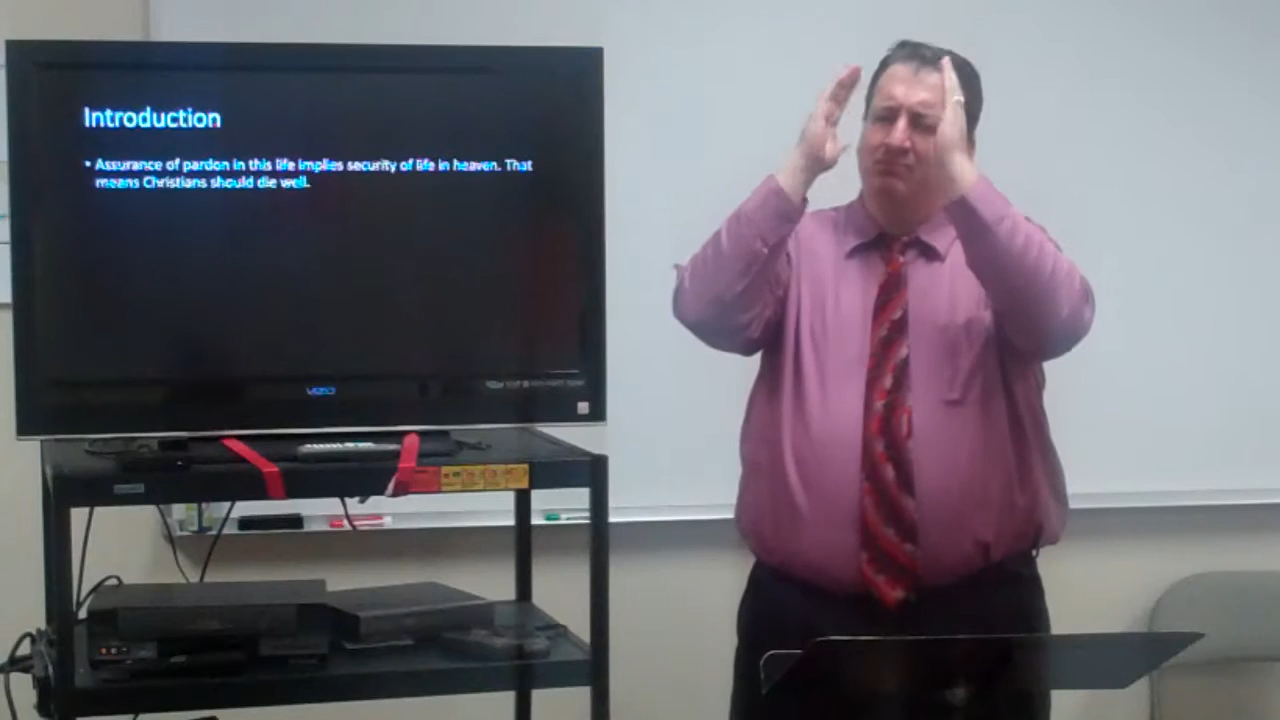 Introduction
• Assurance of pardon in this life implies security of life in heaven. That
means Christians should die well.
VIZIO